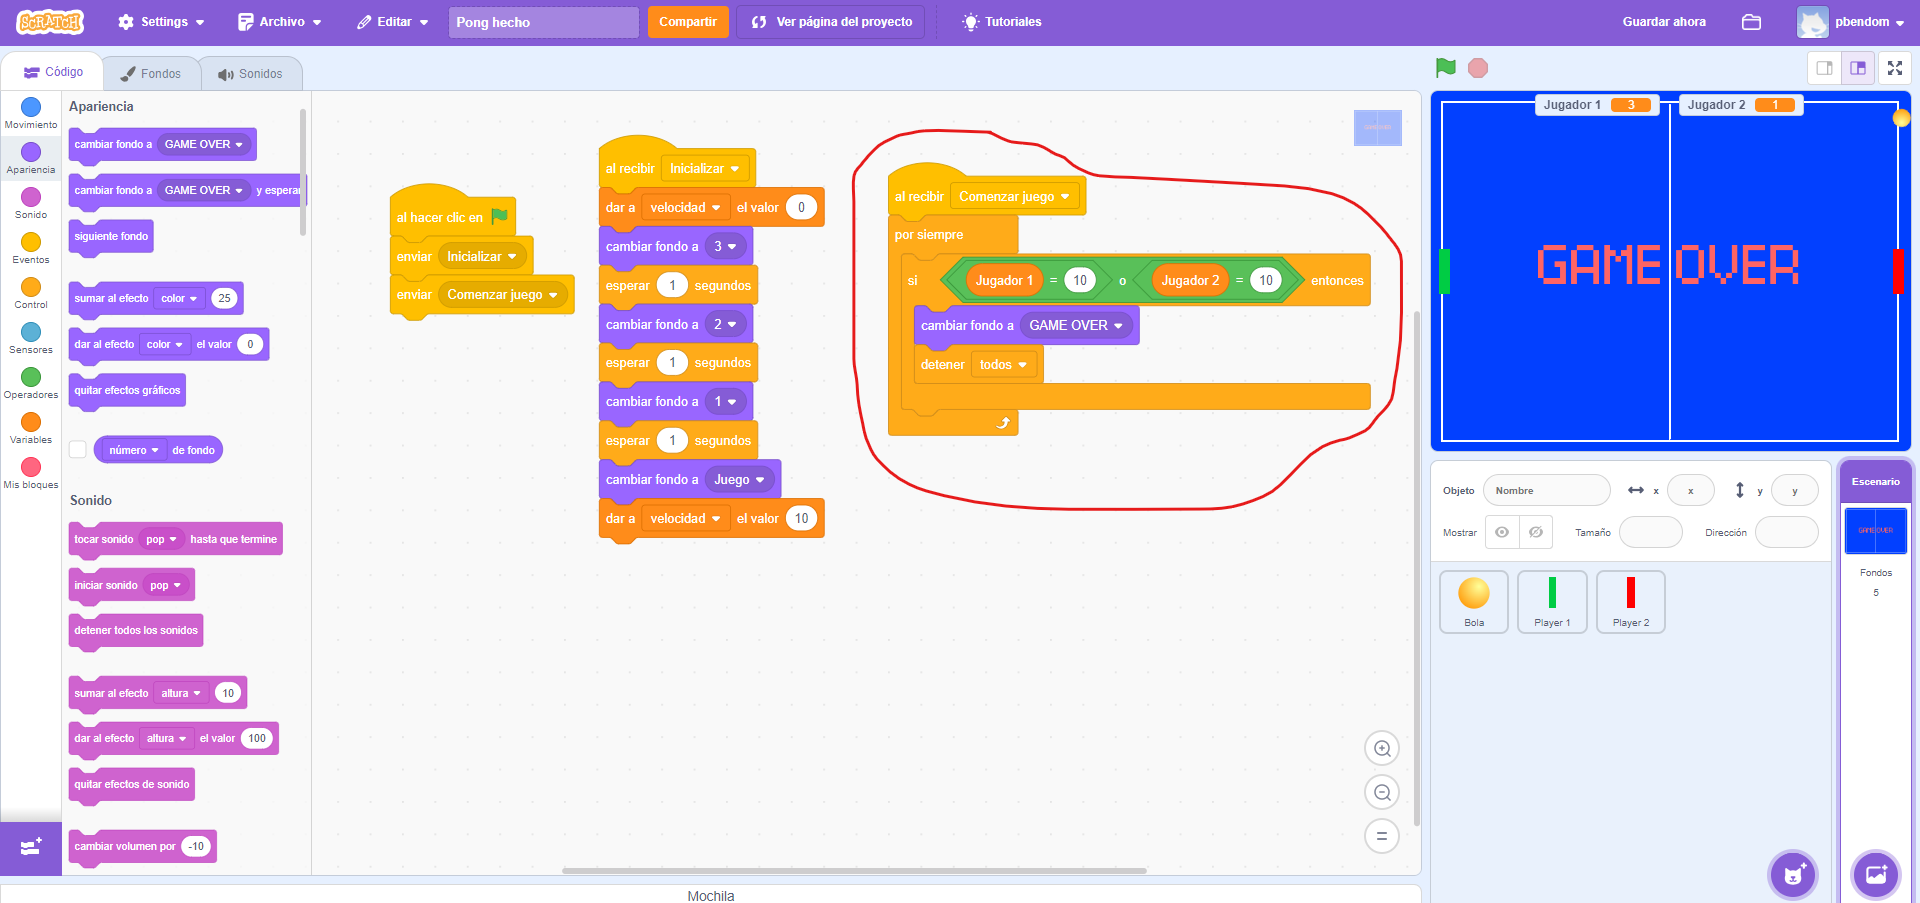 SCRATCH
Settings
Archivo
Editar
Pong hecho
Compartir
Ver página del proyecto
Tutoriales
Guardar ahora
pbendom
Código
Fondos
Sonidos
Movimiento
Apariencia
Sonido
Eventos
Control
Sensores
Operadores
Variables
Mis bloques
Apariencia
cambiar fondo a GAME OVER
cambiar fondo a GAME OVER y esperar
siguiente fondo
sumar al efecto color 25
dar al efecto color el valor 0
quitar efectos gráficos
número de fondo
Sonido
tocar sonido pop hasta que termine
iniciar sonido pop
detener todos los sonidos
sumar al efecto altura 10
dar al efecto altura el valor 100
quitar efectos de sonido
cambiar volumen por -10
al hacer clic en
enviar Inicializar
enviar Comenzar juego
al recibir Inicializar
dar a velocidad el valor 0
cambiar fondo a 3
esperar 1 segundos
cambiar fondo a 2
esperar 1 segundos
cambiar fondo a 1
esperar 1 segundos
cambiar fondo a Juego
dar a velocidad el valor 10
al recibir Comenzar juego
por siempre
si Jugador 1 = 10 o Jugador 2 = 10 entonces
cambiar fondo a GAME OVER
detener todos
Mochila
Jugador 1 3
Jugador 2 1
GAME OVER
Objeto Nombre x x y y
Mostrar Tamaño Dirección
Bola
Player 1
Player 2
Escenario
GAME OVER
Fondos
5